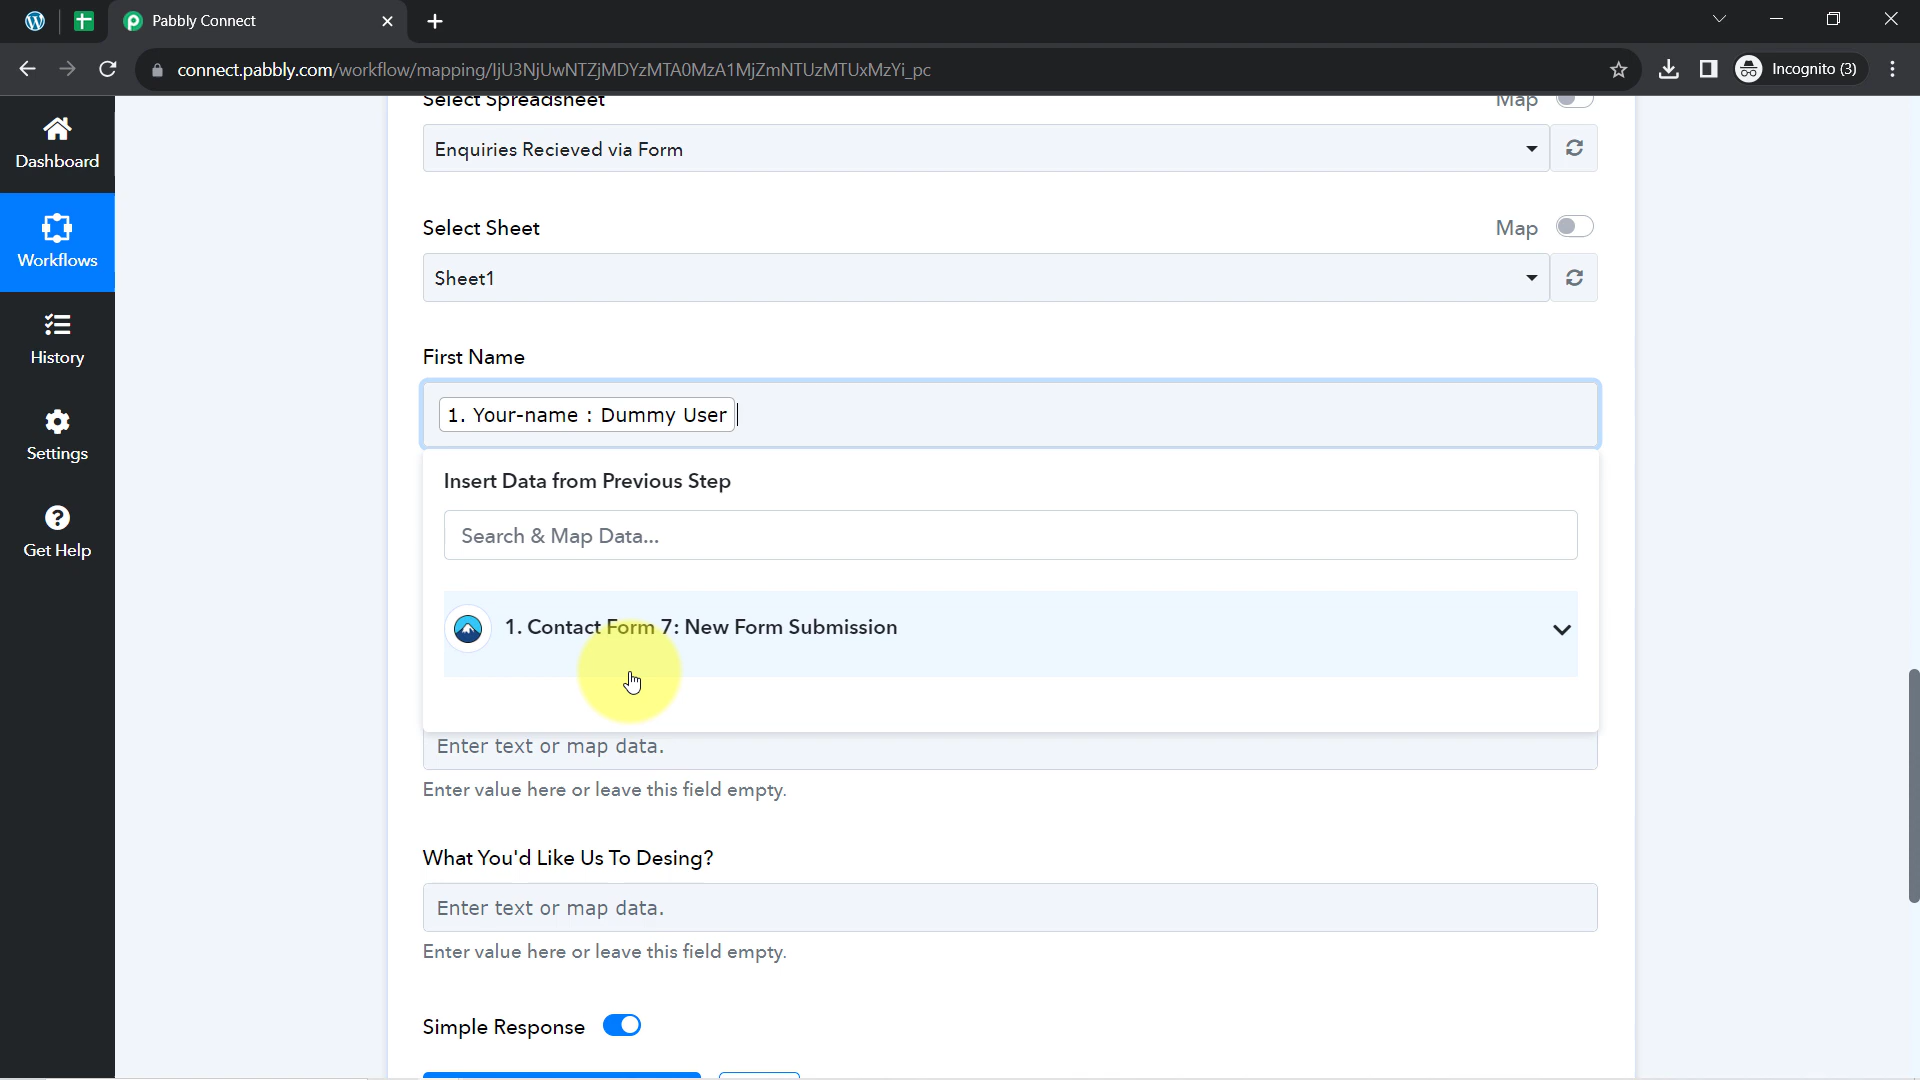 Pabbly Connect
connect.pabbly.com/workflow/mapping/IjU3NjUwNTZjMDYzMTA0MzA1MjZmNTUzMTUxMzYi_pc
Incognito (3)
Dashboard
Workflows
History
Settings
Get Help
Select Spreadsheet
Map
Enquiries Recieved via Form
Select Sheet
Map
Sheet1
First Name
1. Your-name : Dummy User
Insert Data from Previous Step
Search & Map Data...
1. Contact Form 7: New Form Submission
Enter text or map data.
Enter value here or leave this field empty.
What You'd Like Us To Desing?
Enter text or map data.
Enter value here or leave this field empty.
Simple Response